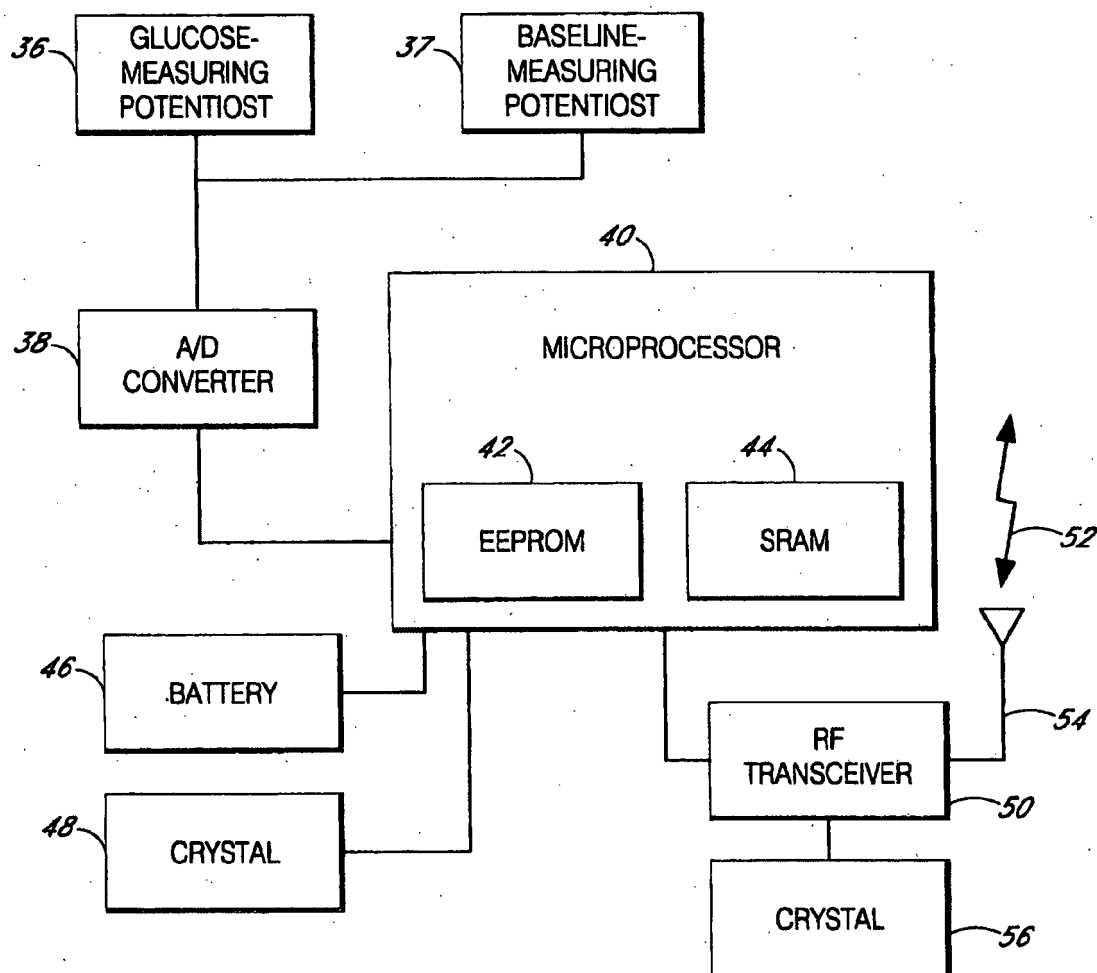 36
GLUCOSE-
MEASURING
POTENTIOST
37
BASELINE-
MEASURING
POTENTIOST
40
38
A/D
CONVERTER
MICROPROCESSOR
42
EEPROM
44
SRAM
52
46
BATTERY
54
RF
TRANSCEIVER
50
48
CRYSTAL
CRYSTAL
56